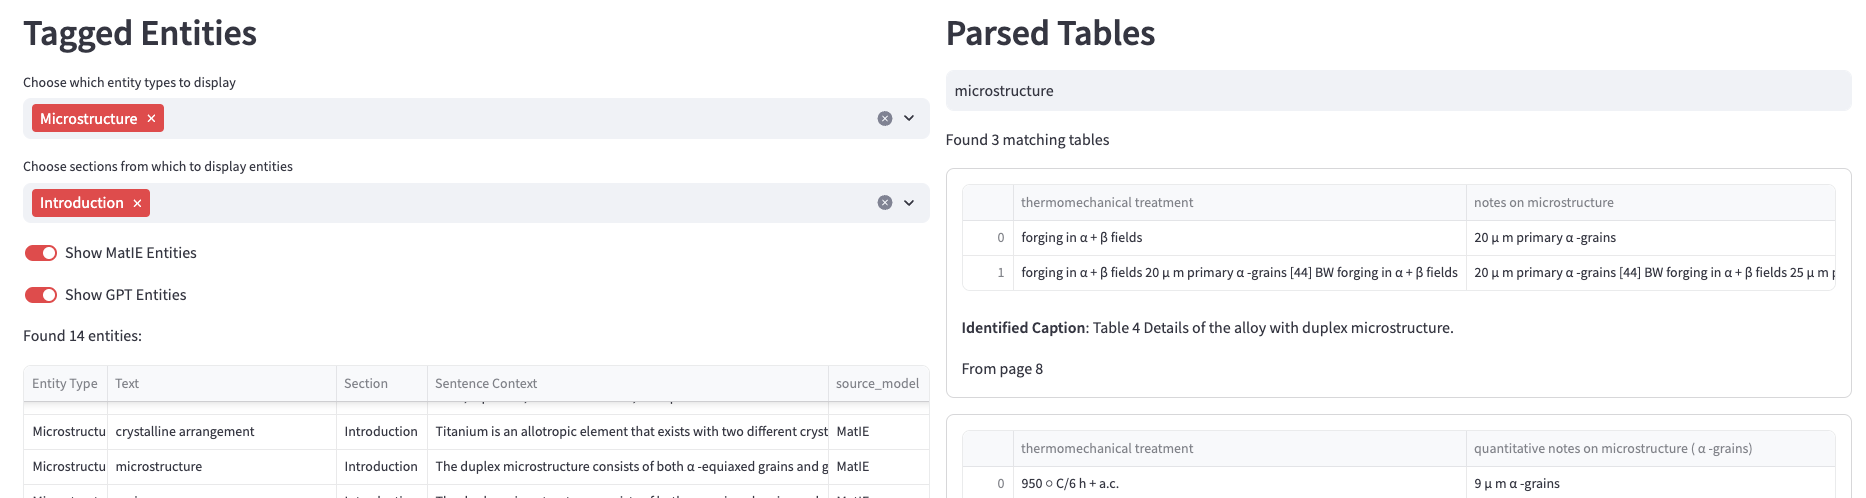 Tagged Entities
Choose which entity types to display
Microstructure ×
Choose sections from which to display entities
Introduction ×
Show MatIE Entities
Show GPT Entities
Found 14 entities:
Entity Type Text Section Sentence Context source_model
Microstructu crystalline arrangement Introduction Titanium is an allotropic element that exists with two different cryst MatIE
Microstructu microstructure Introduction The duplex microstructure consists of both α -equiaxed grains and g MatIE
Parsed Tables
microstructure
Found 3 matching tables
thermomechanical treatment notes on microstructure
0 forging in α + β fields 20 μ m primary α -grains
1 forging in α + β fields 20 μ m primary α -grains [44] BW forging in α + β fields 20 μ m primary α -grains [44] BW forging in α + β fields 25 μ m p
Identified Caption: Table 4 Details of the alloy with duplex microstructure.
From page 8
thermomechanical treatment quantitative notes on microstructure ( α -grains)
0 950 ○ C/6 h + a.c. 9 μ m α -grains